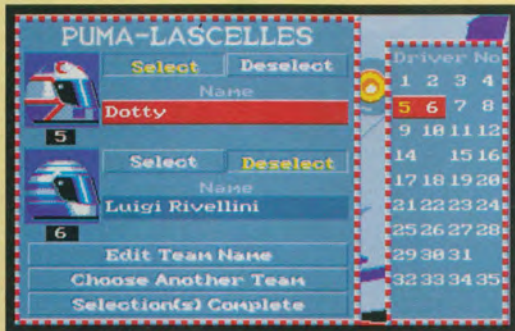 PUMA-LASCELLES
Select Deselect
Name
Dotty
5
Select Deselect
Name
Luigi Rivellini
6
Edit Team Name
Choose Another Team
Selection(s) Complete
Driver No
1 2 3 4
5 6 7 8
9 10 11 12
14 15 16
17 18 19 20
21 22 23 24
25 26 27 28
29 30 31
32 33 34 35